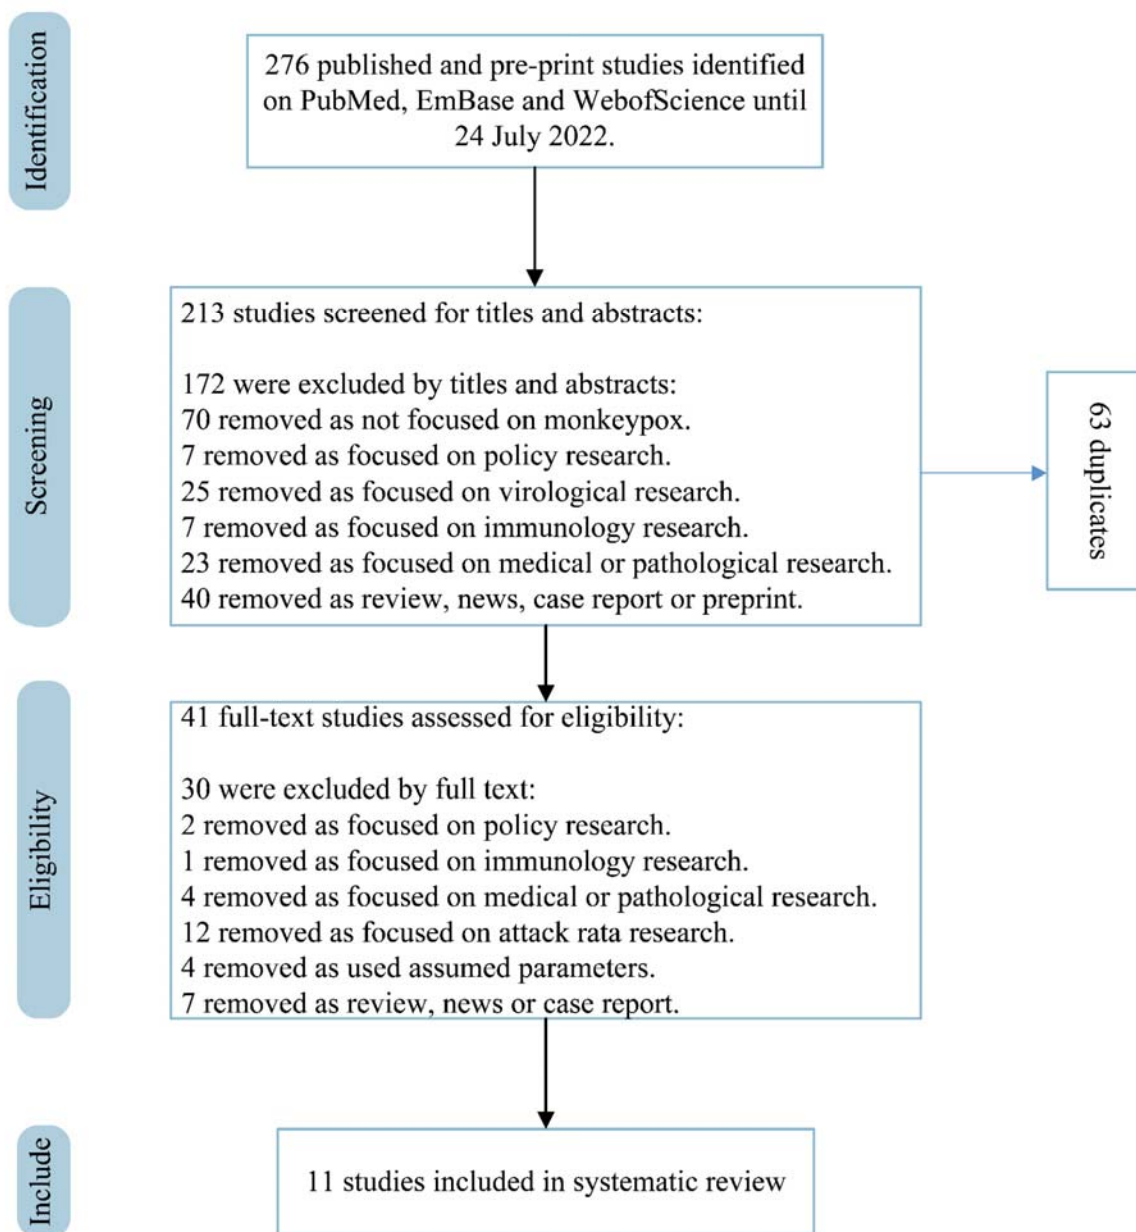 Identification
276 published and pre-print studies identified
on PubMed, EmBase and WebofScience until
24 July 2022.
Screening
213 studies screened for titles and abstracts:
172 were excluded by titles and abstracts:
70 removed as not focused on monkeypox.
7 removed as focused on policy research.
25 removed as focused on virological research.
7 removed as focused on immunology research.
23 removed as focused on medical or pathological research.
40 removed as review, news, case report or preprint.
63 duplicates
Eligibility
41 full-text studies assessed for eligibility:
30 were excluded by full text:
2 removed as focused on policy research.
1 removed as focused on immunology research.
4 removed as focused on medical or pathological research.
12 removed as focused on attack rata research.
4 removed as used assumed parameters.
7 removed as review, news or case report.
Include
11 studies included in systematic review